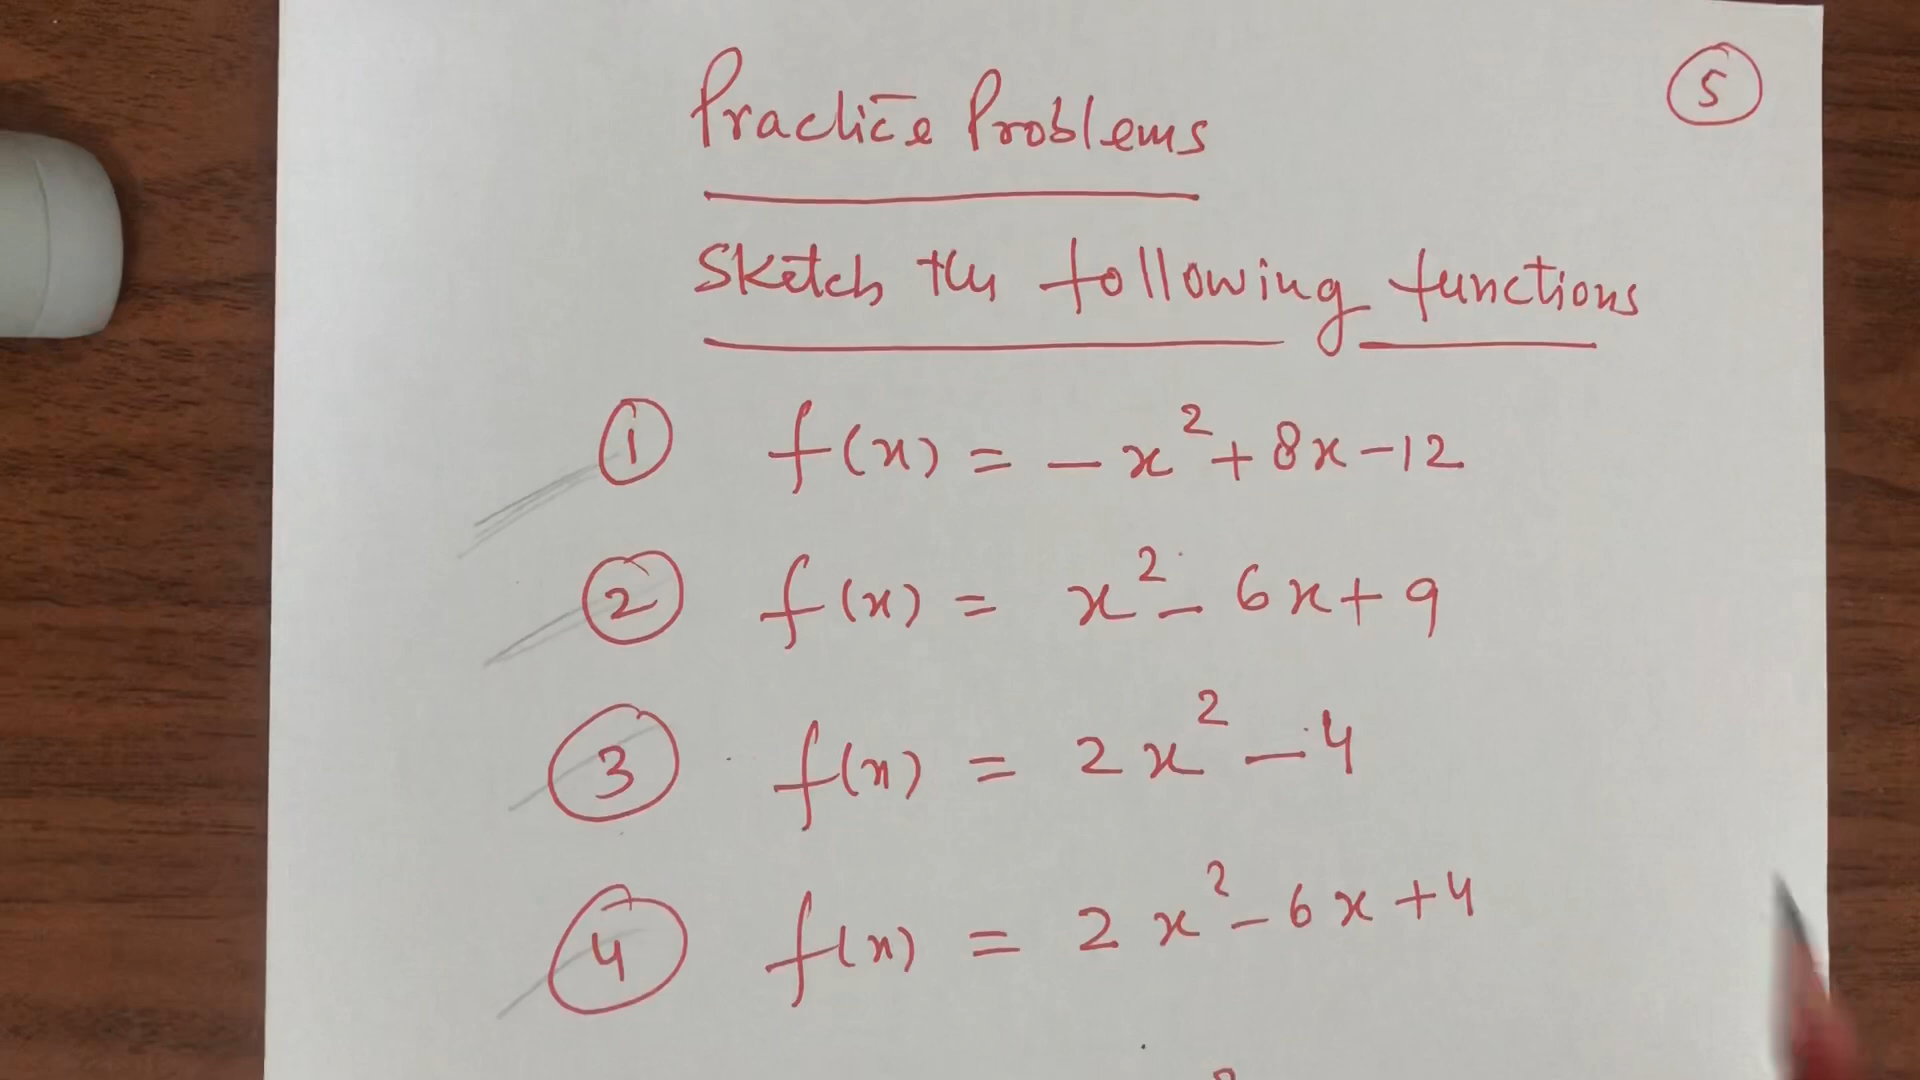 5
Practice Problems
Sketch the following functions
1 f(x) = -x²+8x-12
2 f(x) = x²-6x+9
3 f(x) = 2x²-4
4 f(x) = 2x²-6x+4